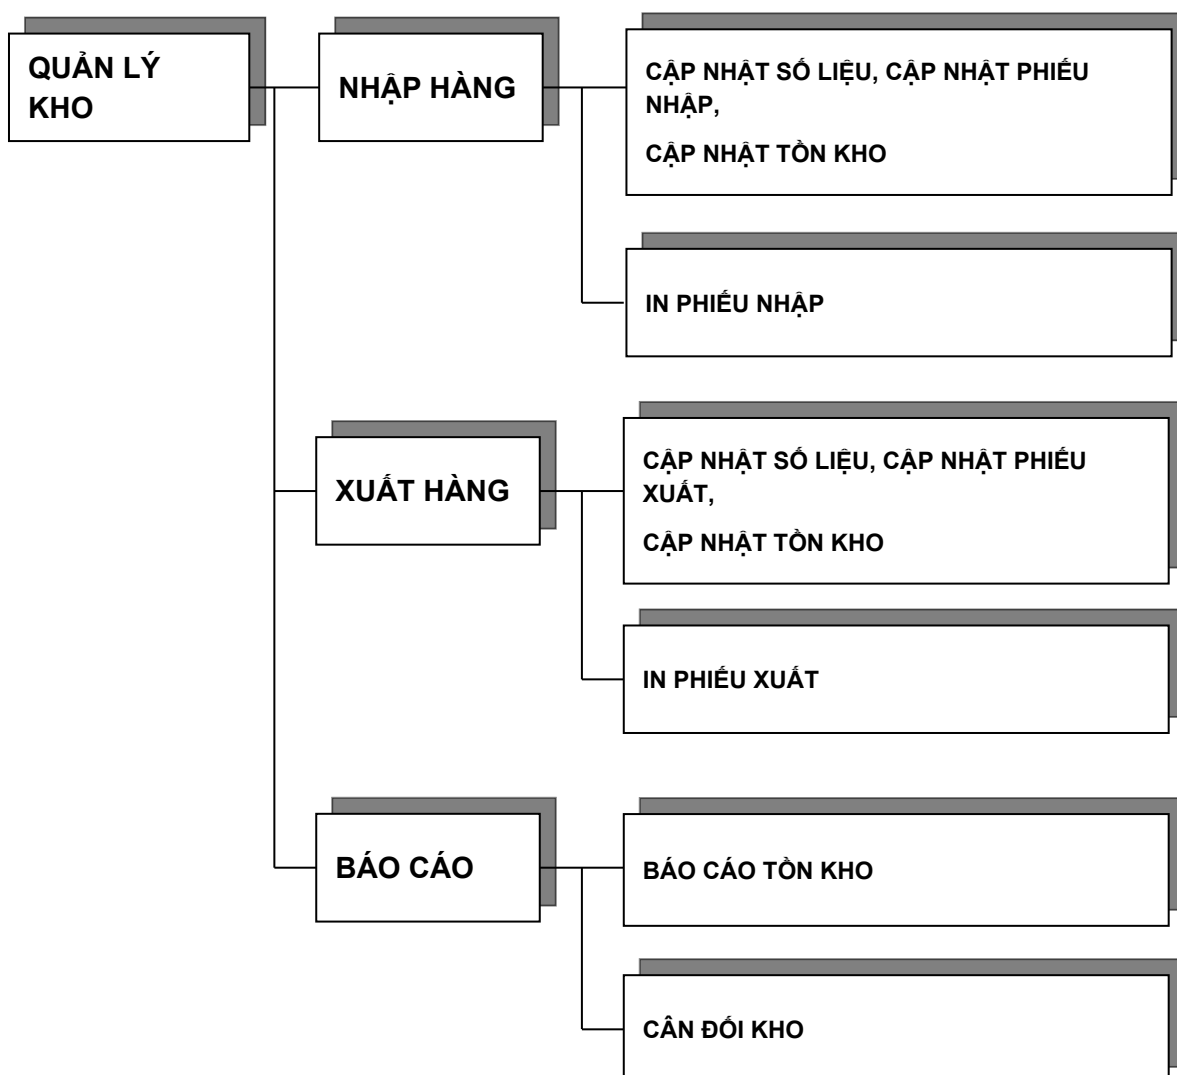 QUẢN LÝ
KHO
NHẬP HÀNG
CẬP NHẬT SỐ LIỆU, CẬP NHẬT PHIẾU
NHẬP,
CẬP NHẬT TỒN KHO
IN PHIẾU NHẬP
XUẤT HÀNG
CẬP NHẬT SỐ LIỆU, CẬP NHẬT PHIẾU
XUẤT,
CẬP NHẬT TỒN KHO
IN PHIẾU XUẤT
BÁO CÁO
BÁO CÁO TỒN KHO
CÂN ĐỐI KHO